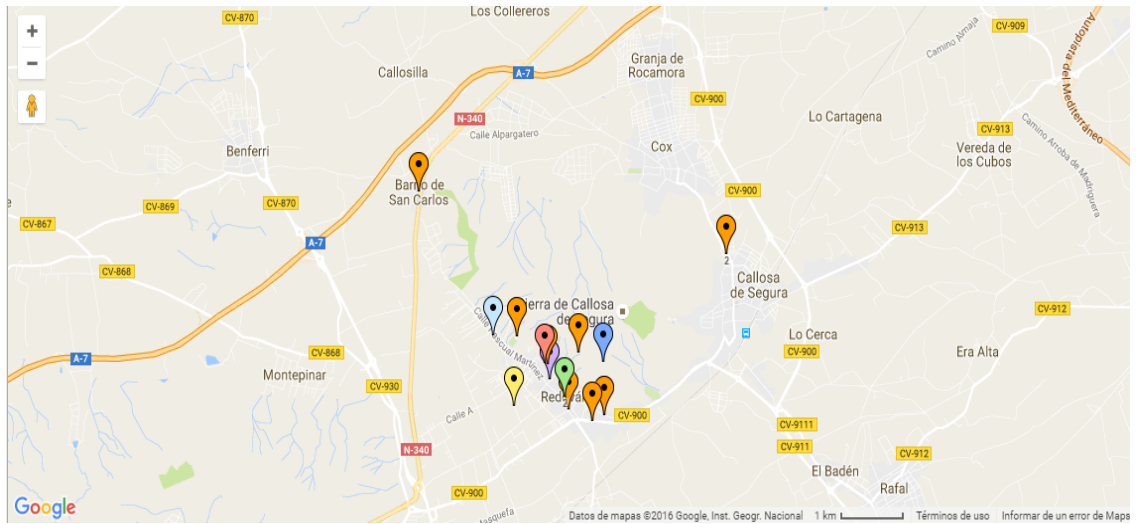 CV-870
Los Collereros
CV-909
Camino Almaja
Autopista del Mediterráneo
Granja de
Rocamora
Callosilla
A-7
CV-900
N-340
Calle Alpargatero
Lo Cartagena
CV-913
Camino Arroba de Madriguera
Benferri
Cox
Vereda de
los Cubos
Barrio de
San Carlos
CV-900
CV-869
CV-870
CV-867
CV-913
A-7
2
CV-868
Callosa
de Segura
Sierra de Callosa
de Segura
CV-912
Calle Pascual Martínez
Lo Cerca
CV-868
CV-900
Era Alta
A-7
Montepinar
CV-930
Redován
2
Calle A
CV-900
CV-9111
N-340
CV-911
CV-912
El Badén
Rafal
CV-900
Google
Datos de mapas ©2016 Google, Inst. Geogr. Nacional
1 km
Términos de uso
Informar de un error de Maps